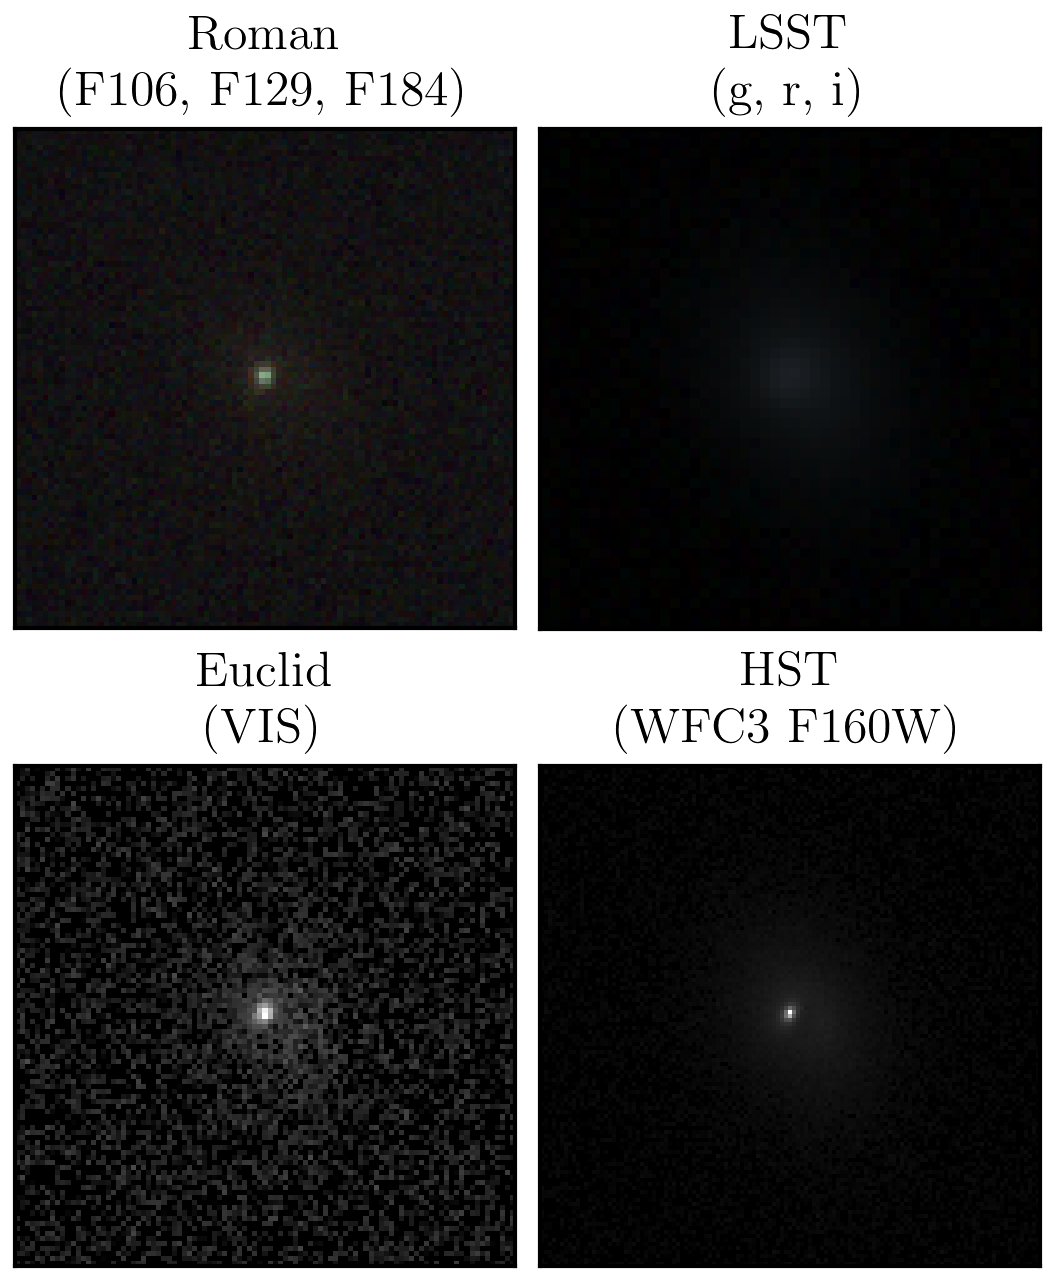 Roman
(F106, F129, F184)
LSST
(g, r, i)
Euclid
(VIS)
HST
(WFC3 F160W)